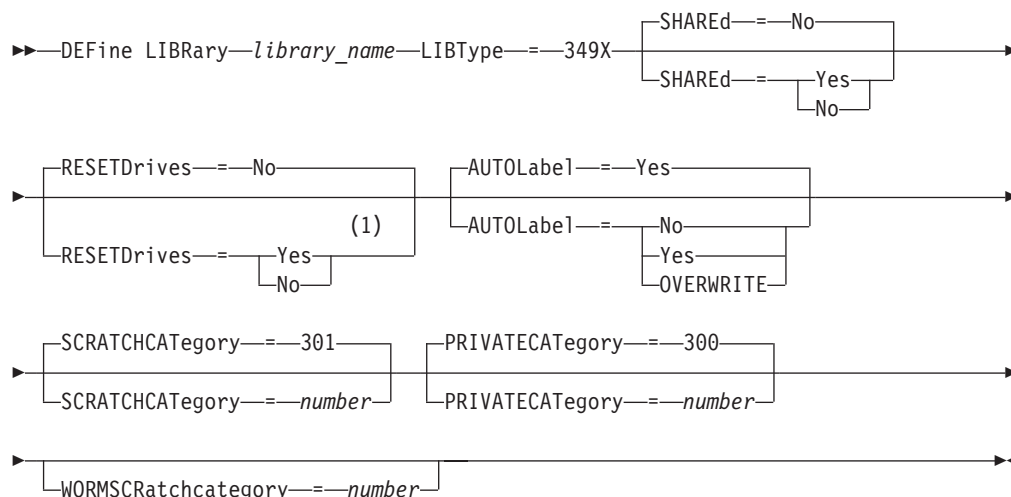 SHAREd = No
DEFine LIBRary library_name LIBType = 349X
SHAREd = Yes
No
RESETDrives = No AUTOLabel = Yes
(1)
RESETDrives = Yes AUTOLabel = No
No Yes
OVERWRITE
SCRATCHCATegory = 301 PRIVATECATegory = 300
SCRATCHCATegory = number PRIVATECATegory = number
WORMSCRatchcategory = number